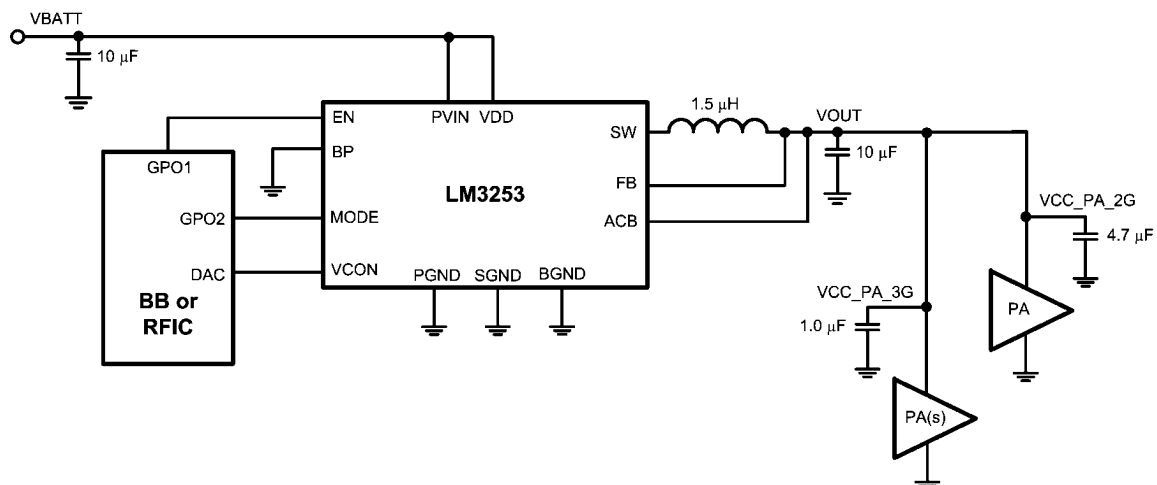 VBATT
10 μF
EN
PVIN VDD
1.5 μH
VOUT
SW
GPO1
BP
10 μF
FB
LM3253
VCC_PA_2G
GPO2
MODE
ACB
4.7 μF
DAC
VCON
PGND SGND BGND
VCC_PA_3G
BB or
RFIC
1.0 μF
PA
PA(s)